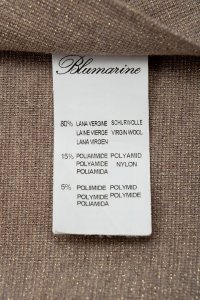 Blumarine
80% LANA VERGINE SCHURWOLLE
LAINE VIERGE VIRGIN WOOL
LANA VIRGEN
15% POLIAMMIDE POLYAMID
POLYAMIDE NYLON
POLIAMIDA
5% POLIIMIDE POLYMID
POLYMIDE POLYMIDE
POLIAMIDA